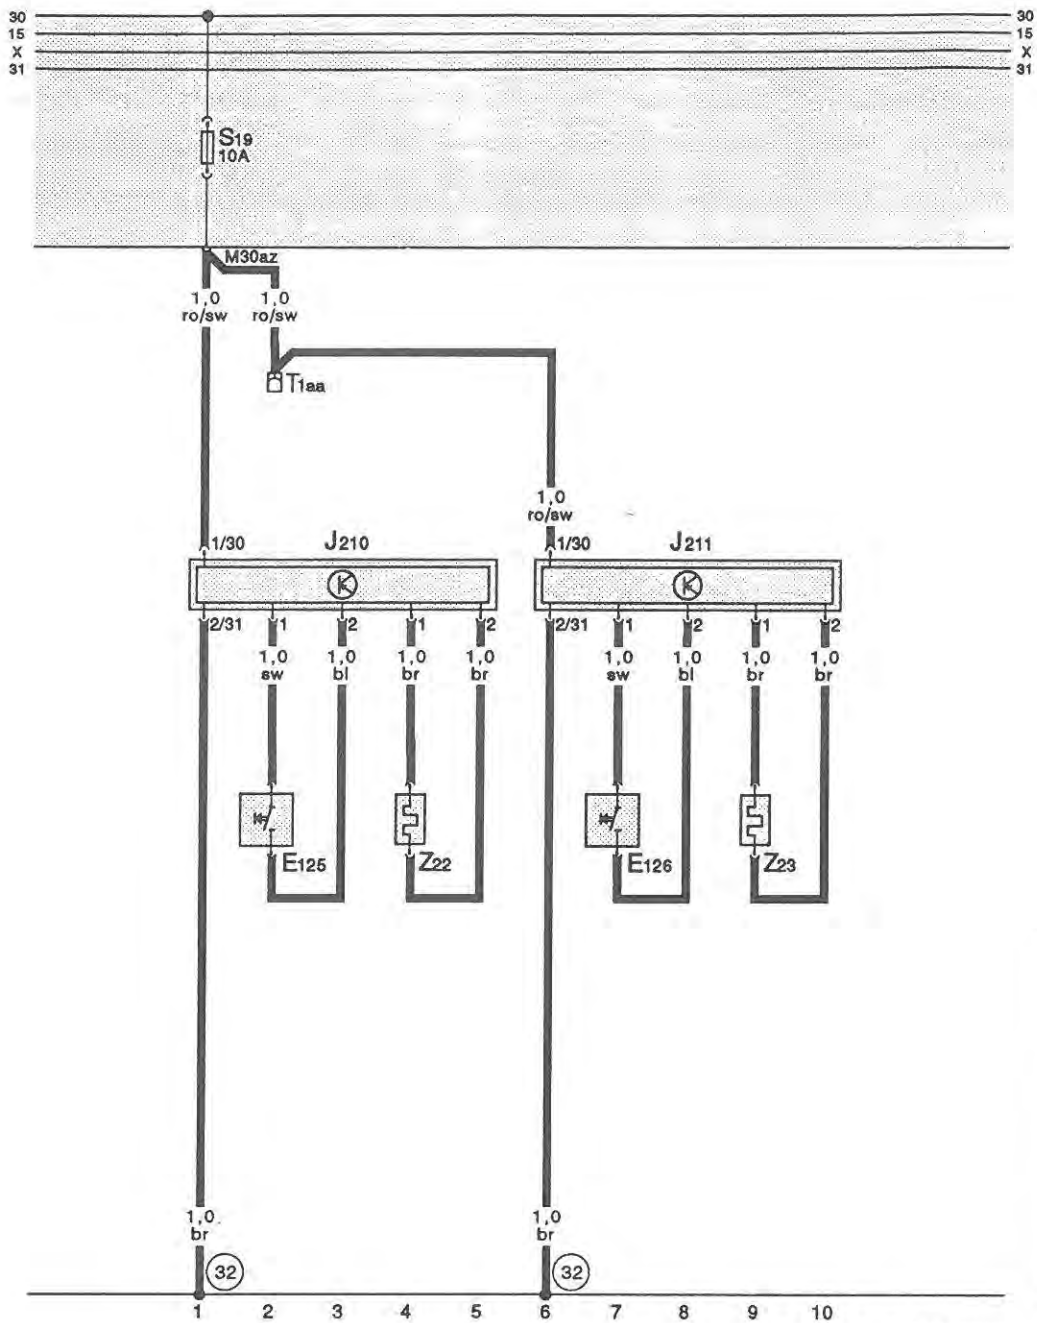 30 30
15 15
X X
31 31
S19
10A
M30az
1,0 1,0
ro/sw ro/sw
T1aa
1,0
ro/sw
1/30 J210 1/30 J211
2/31 1 2 1 2 2/31 1 2 1 2
1,0 1,0 1,0 1,0 1,0 1,0 1,0 1,0
sw bl br br sw bl br br
E125 Z22 E126 Z23
1,0 1,0
br br
32 32
1 2 3 4 5 6 7 8 9 10